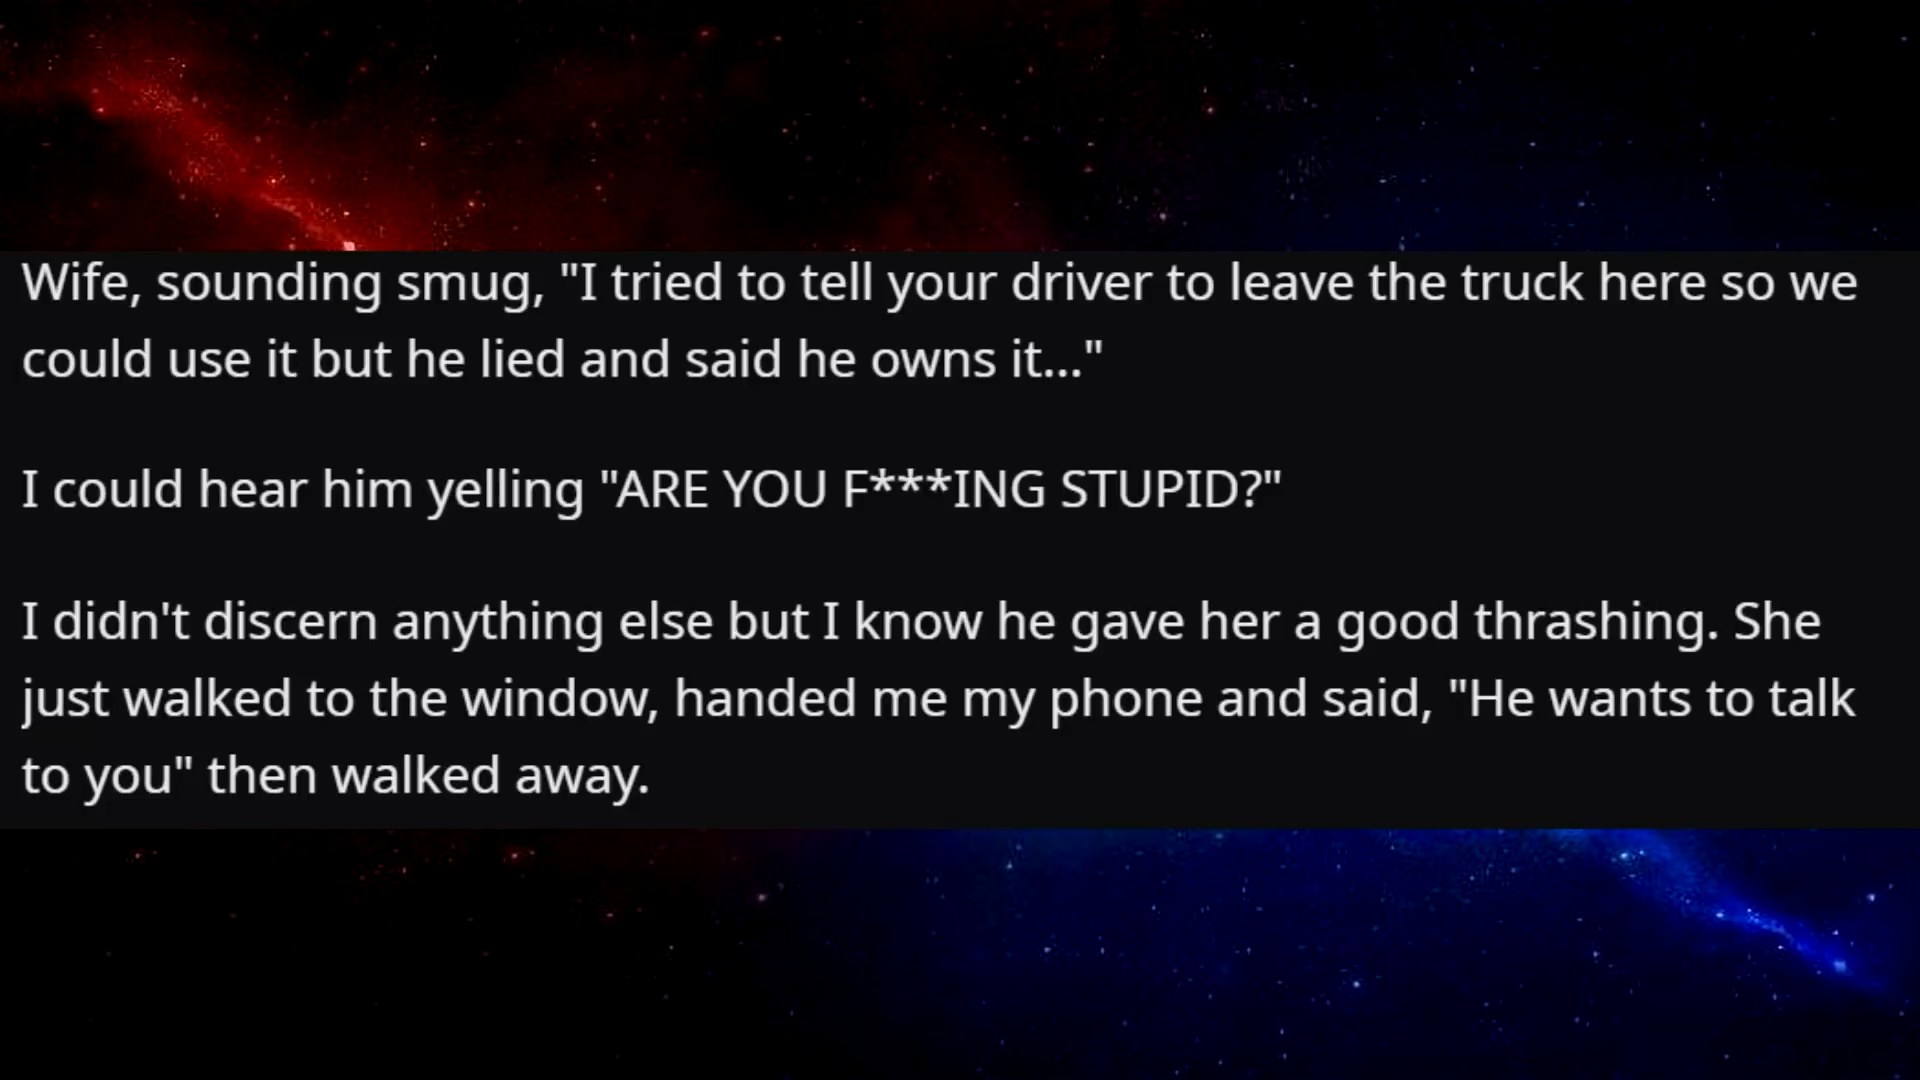 Wife, sounding smug, "I tried to tell your driver to leave the truck here so we
could use it but he lied and said he owns it..."
I could hear him yelling "ARE YOU F***ING STUPID?"
I didn't discern anything else but I know he gave her a good thrashing. She
just walked to the window, handed me my phone and said, "He wants to talk
to you" then walked away.